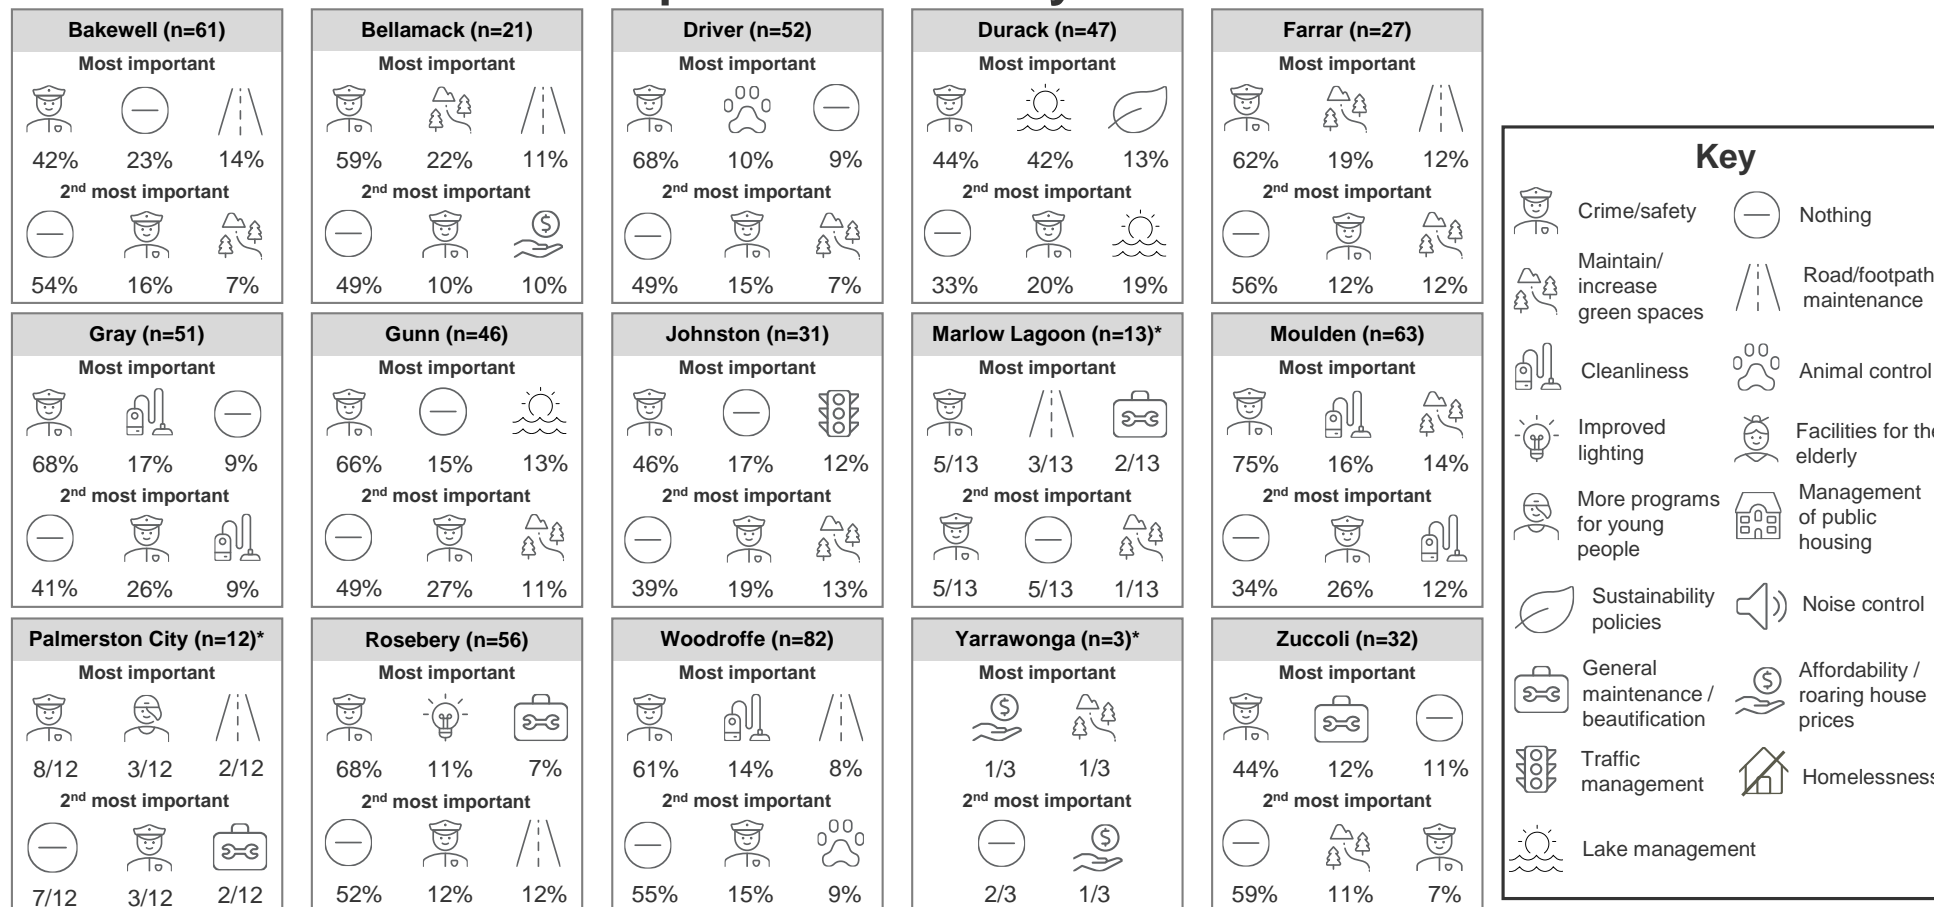 Bakewell (n=61)
Most important
42% 23% 14%
2nd most important
54% 16% 7%
Bellamack (n=21)
Most important
59% 22% 11%
2nd most important
49% 10% 10%
Driver (n=52)
Most important
68% 10% 9%
2nd most important
49% 15% 7%
Durack (n=47)
Most important
44% 42% 13%
2nd most important
33% 20% 19%
Farrar (n=27)
Most important
62% 19% 12%
2nd most important
56% 12% 12%
Gray (n=51)
Most important
68% 17% 9%
2nd most important
41% 26% 9%
Gunn (n=46)
Most important
66% 15% 13%
2nd most important
49% 27% 11%
Johnston (n=31)
Most important
46% 17% 12%
2nd most important
39% 19% 13%
Marlow Lagoon (n=13)*
Most important
5/13 3/13 2/13
2nd most important
5/13 5/13 1/13
Moulden (n=63)
Most important
75% 16% 14%
2nd most important
34% 26% 12%
Palmerston City (n=12)*
Most important
8/12 3/12 2/12
2nd most important
7/12 3/12 2/12
Rosebery (n=56)
Most important
68% 11% 7%
2nd most important
52% 12% 12%
Woodroffe (n=82)
Most important
61% 14% 8%
2nd most important
55% 15% 9%
Yarrawonga (n=3)*
Most important
1/3 1/3
2nd most important
2/3 1/3
Zuccoli (n=32)
Most important
44% 12% 11%
2nd most important
59% 11% 7%
Key
Crime/safety
Nothing
Maintain/
increase
green spaces
Road/footpath
maintenance
Cleanliness
Animal control
Improved
lighting
Facilities for the
elderly
More programs
for young
people
Management
of public
housing
Sustainability
policies
Noise control
General
maintenance /
beautification
Affordability /
roaring house
prices
Traffic
management
Homelessness
Lake management